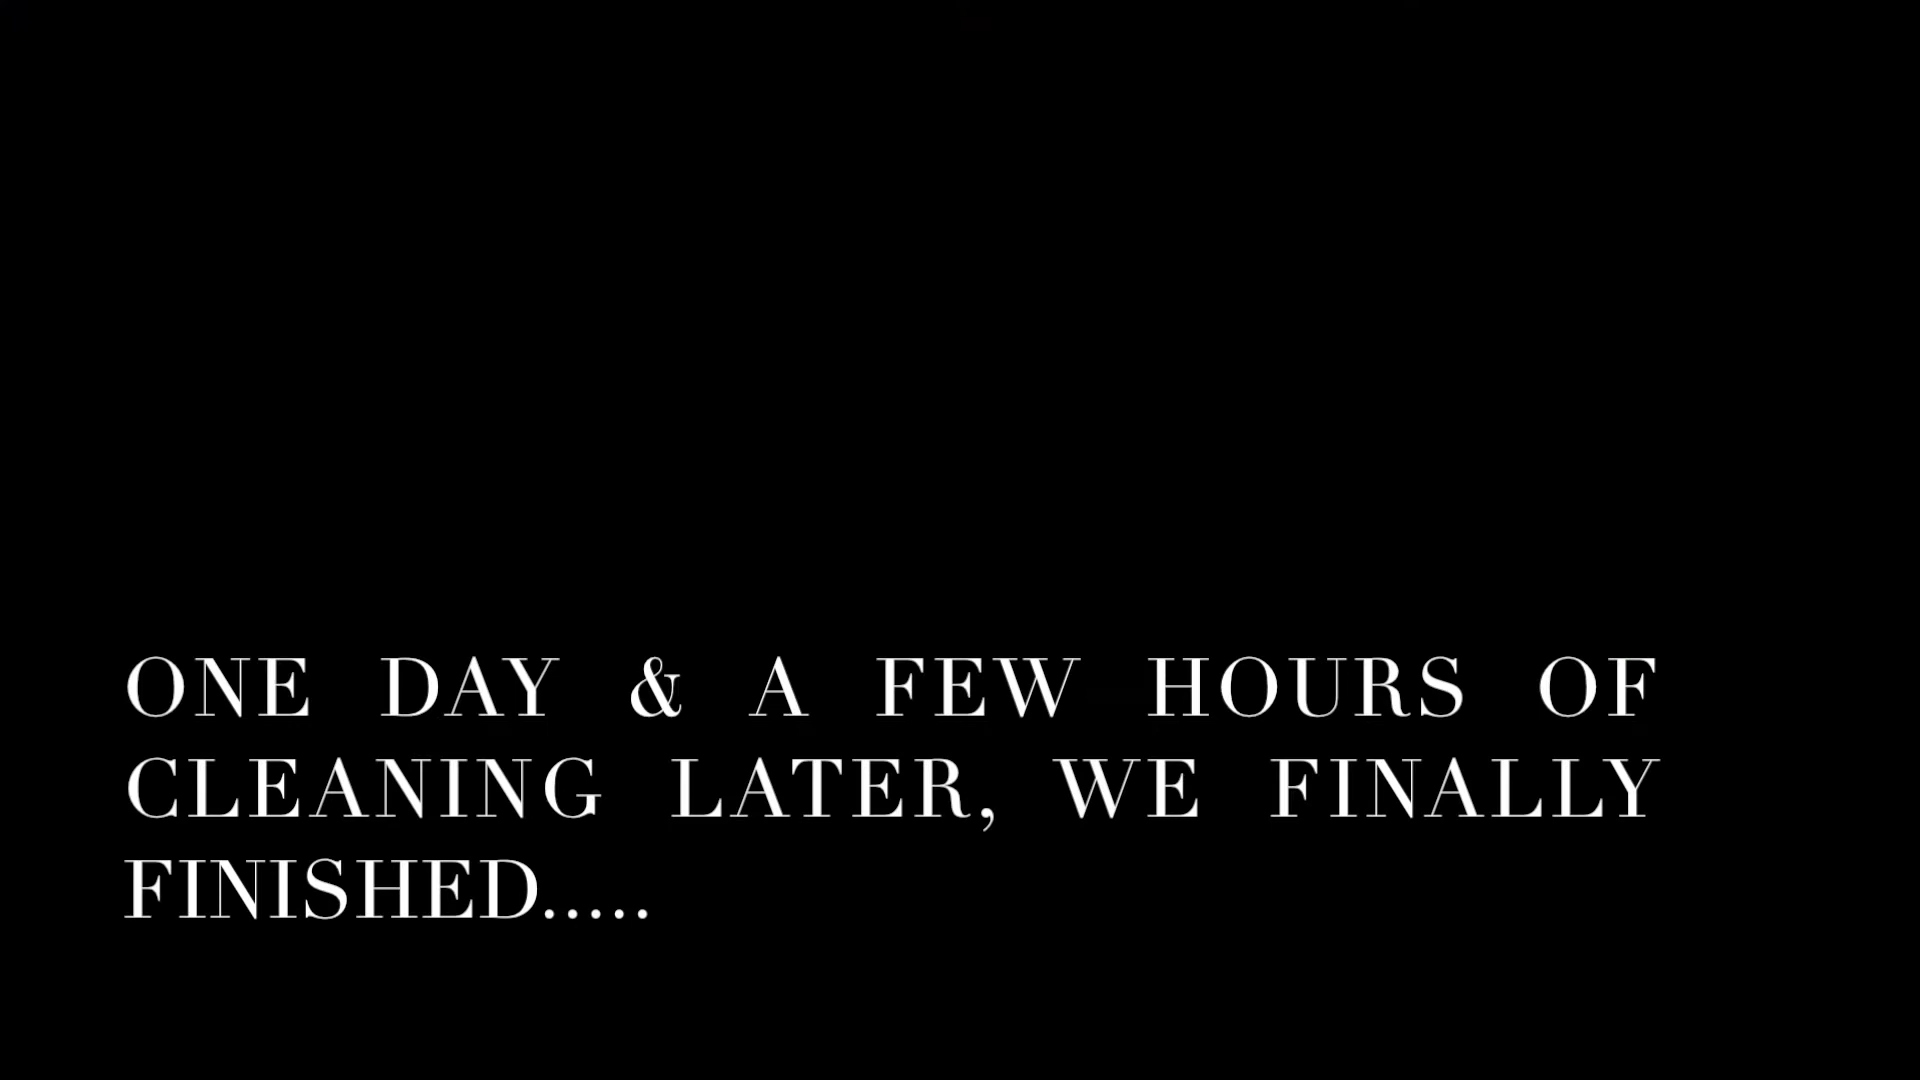 ONE DAY & A FEW HOURS OF
CLEANING LATER, WE FINALLY
FINISHED.....